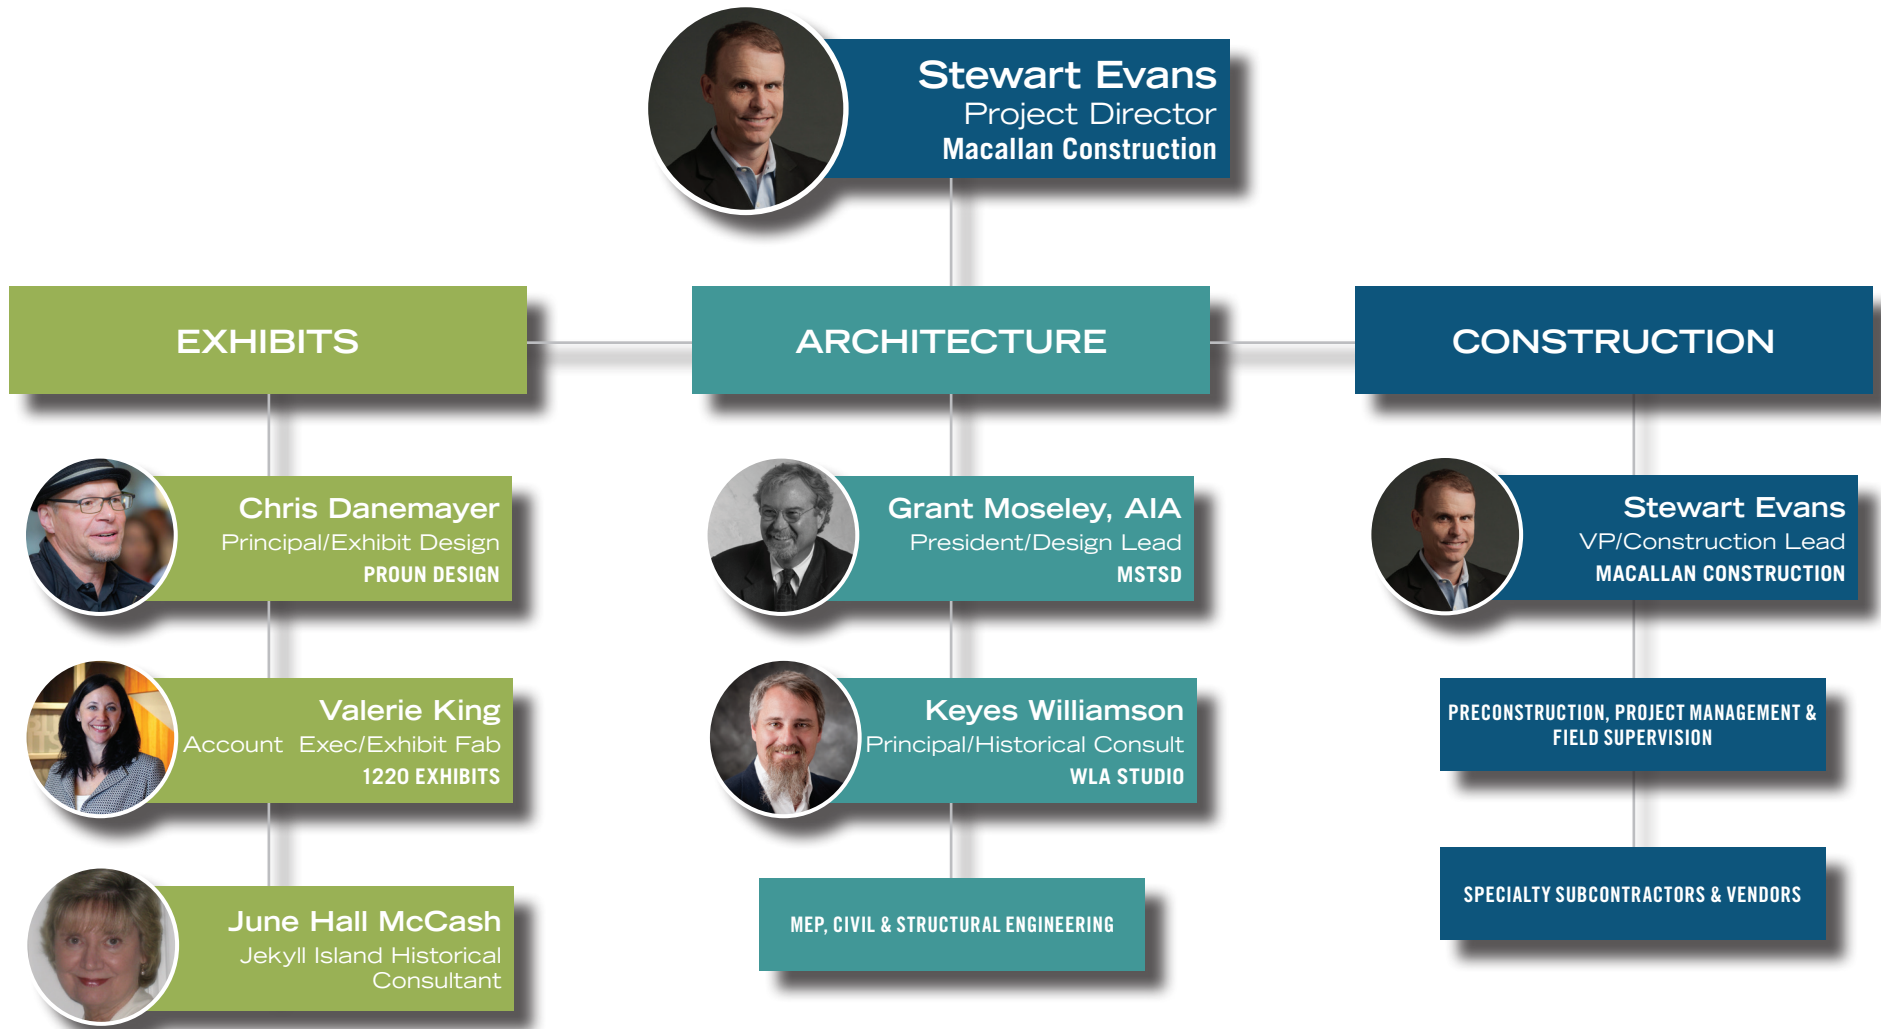 Stewart Evans
Project Director
Macallan Construction
EXHIBITS
ARCHITECTURE
CONSTRUCTION
Chris Danemayer
Principal/Exhibit Design
PROUN DESIGN
Grant Moseley, AIA
President/Design Lead
MSTSD
Stewart Evans
VP/Construction Lead
MACALLAN CONSTRUCTION
Valerie King
Account Exec/Exhibit Fab
1220 EXHIBITS
Keyes Williamson
Principal/Historical Consult
WLA STUDIO
PRECONSTRUCTION, PROJECT MANAGEMENT &
FIELD SUPERVISION
June Hall McCash
Jekyll Island Historical
Consultant
MEP, CIVIL & STRUCTURAL ENGINEERING
SPECIALTY SUBCONTRACTORS & VENDORS